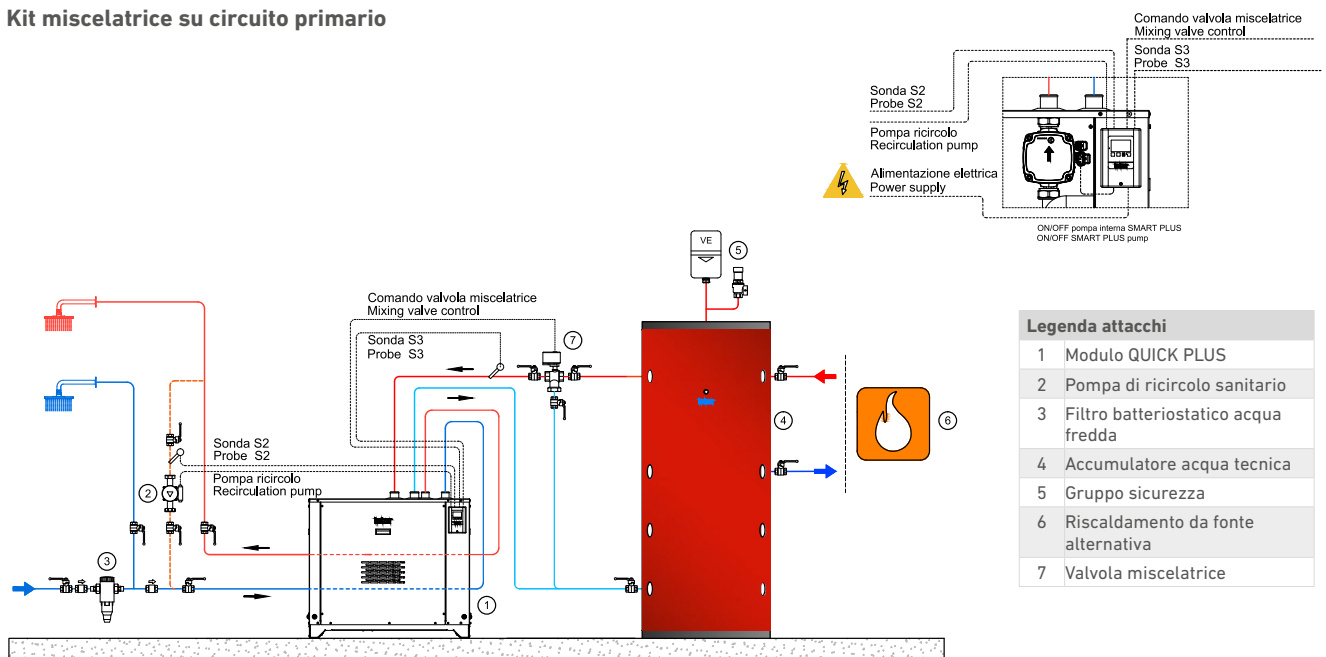 Kit miscelatrice su circuito primario
Comando valvola miscelatrice
Mixing valve control
Sonda S3
Probe S3
Sonda S2
Probe S2
Pompa ricircolo
Recirculation pump
Alimentazione elettrica
Power supply
ON/OFF pompa interna SMART PLUS
ON/OFF SMART PLUS pump
VE
5
Comando valvola miscelatrice
Mixing valve control
Sonda S3
Probe S3
7
4
6
Sonda S2
Probe S2
Pompa ricircolo
Recirculation pump
2
3
1
Legenda attacchi
1 Modulo QUICK PLUS
2 Pompa di ricircolo sanitario
3 Filtro batteriostatico acqua
fredda
4 Accumulatore acqua tecnica
5 Gruppo sicurezza
6 Riscaldamento da fonte
alternativa
7 Valvola miscelatrice